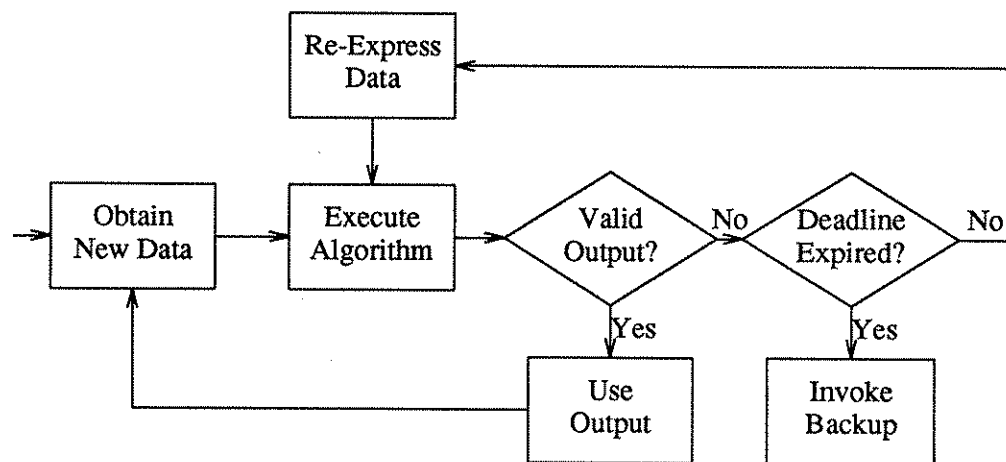 Re-Express
Data
Obtain
New Data
Execute
Algorithm
Valid
Output?
No
Deadline
Expired?
No
Yes
Yes
Use
Output
Invoke
Backup